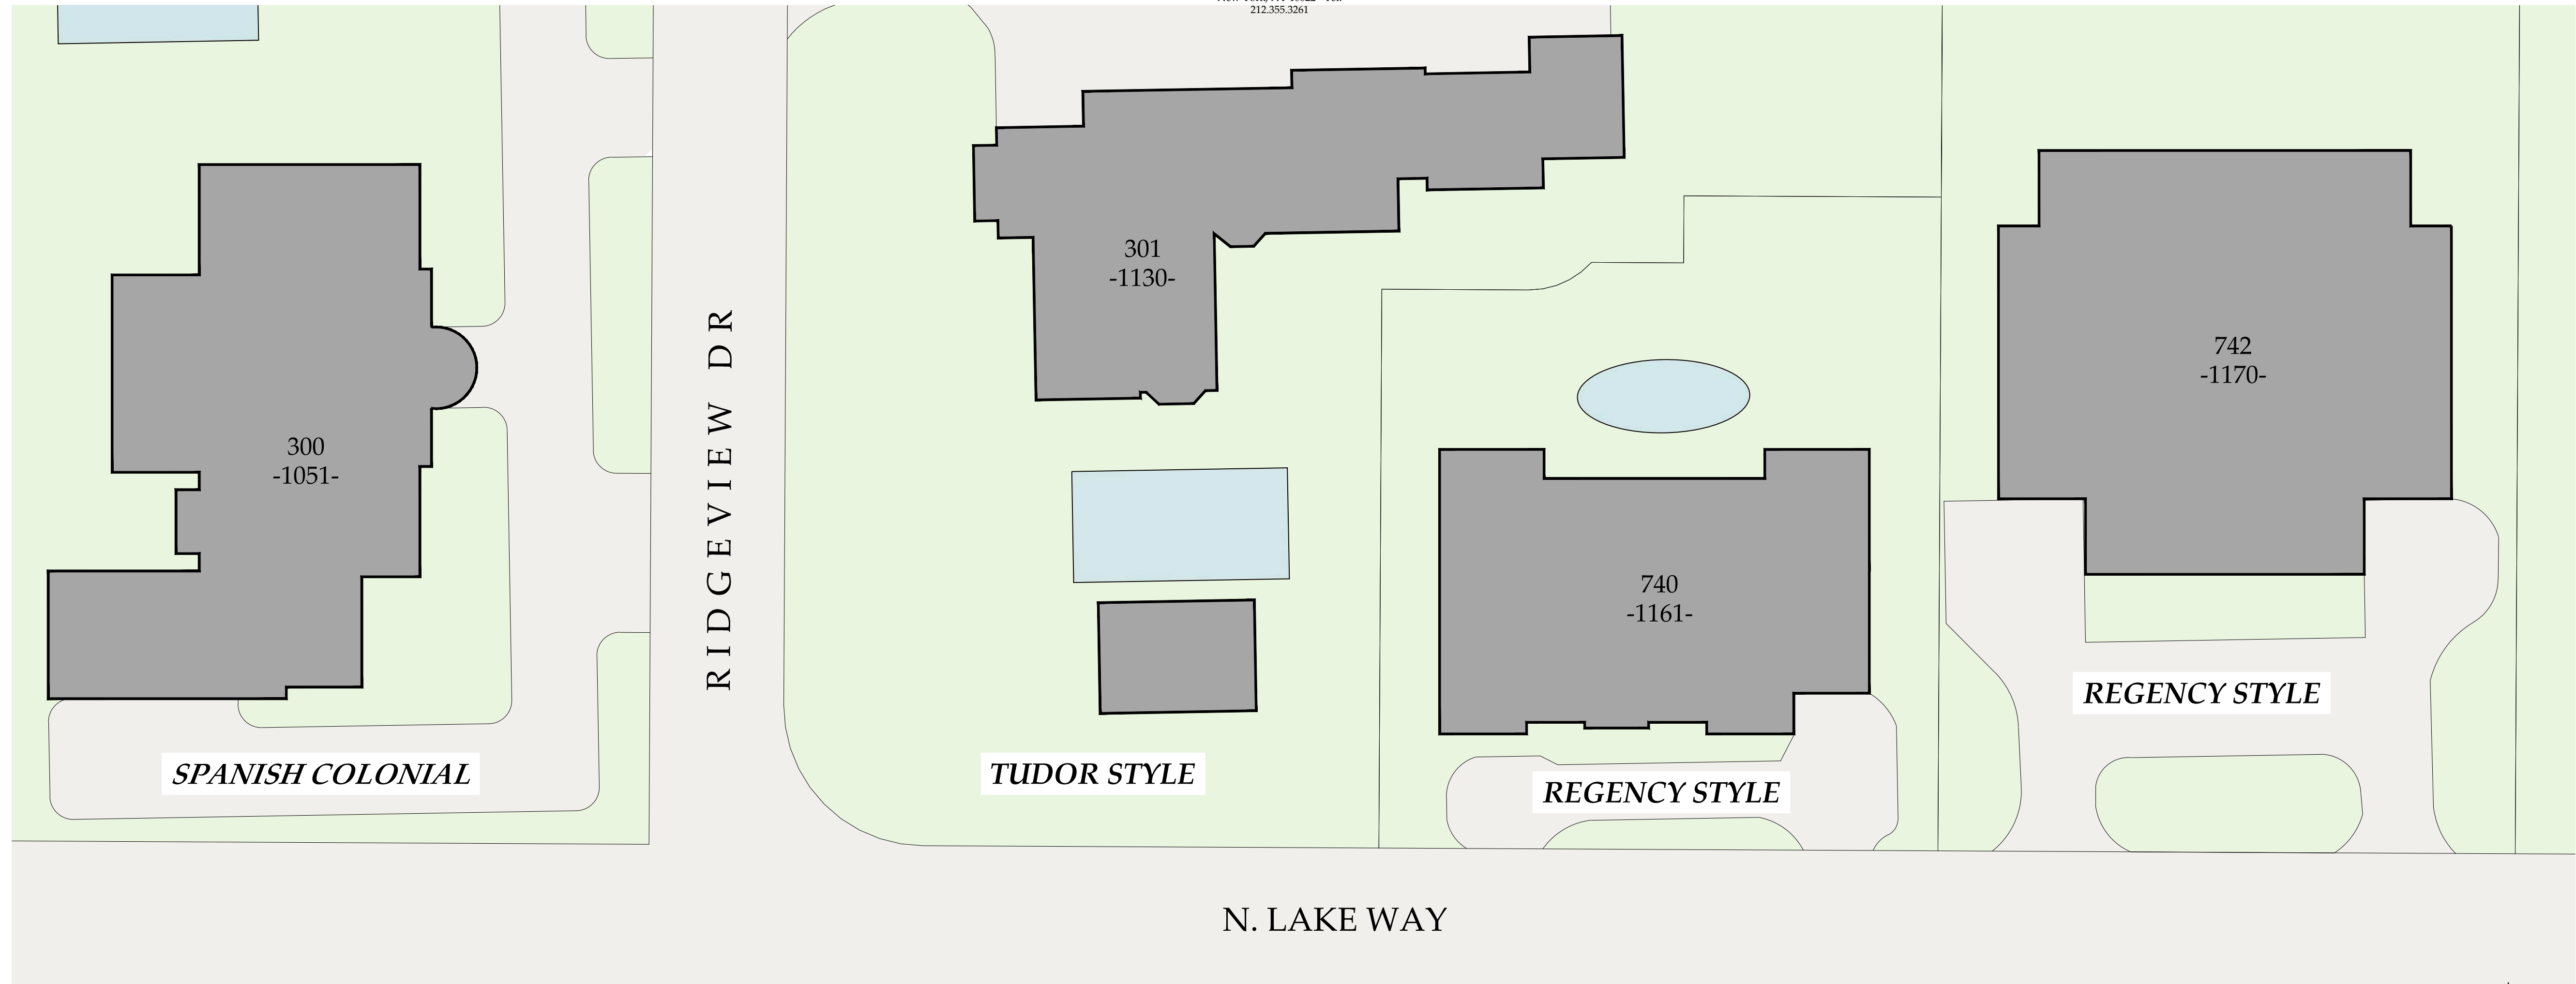 212.355.3261
301
-1130-
742
-1170-
300
-1051-
RIDGEVIEW DR
740
-1161-
REGENCY STYLE
SPANISH COLONIAL
TUDOR STYLE
REGENCY STYLE
N. LAKE WAY